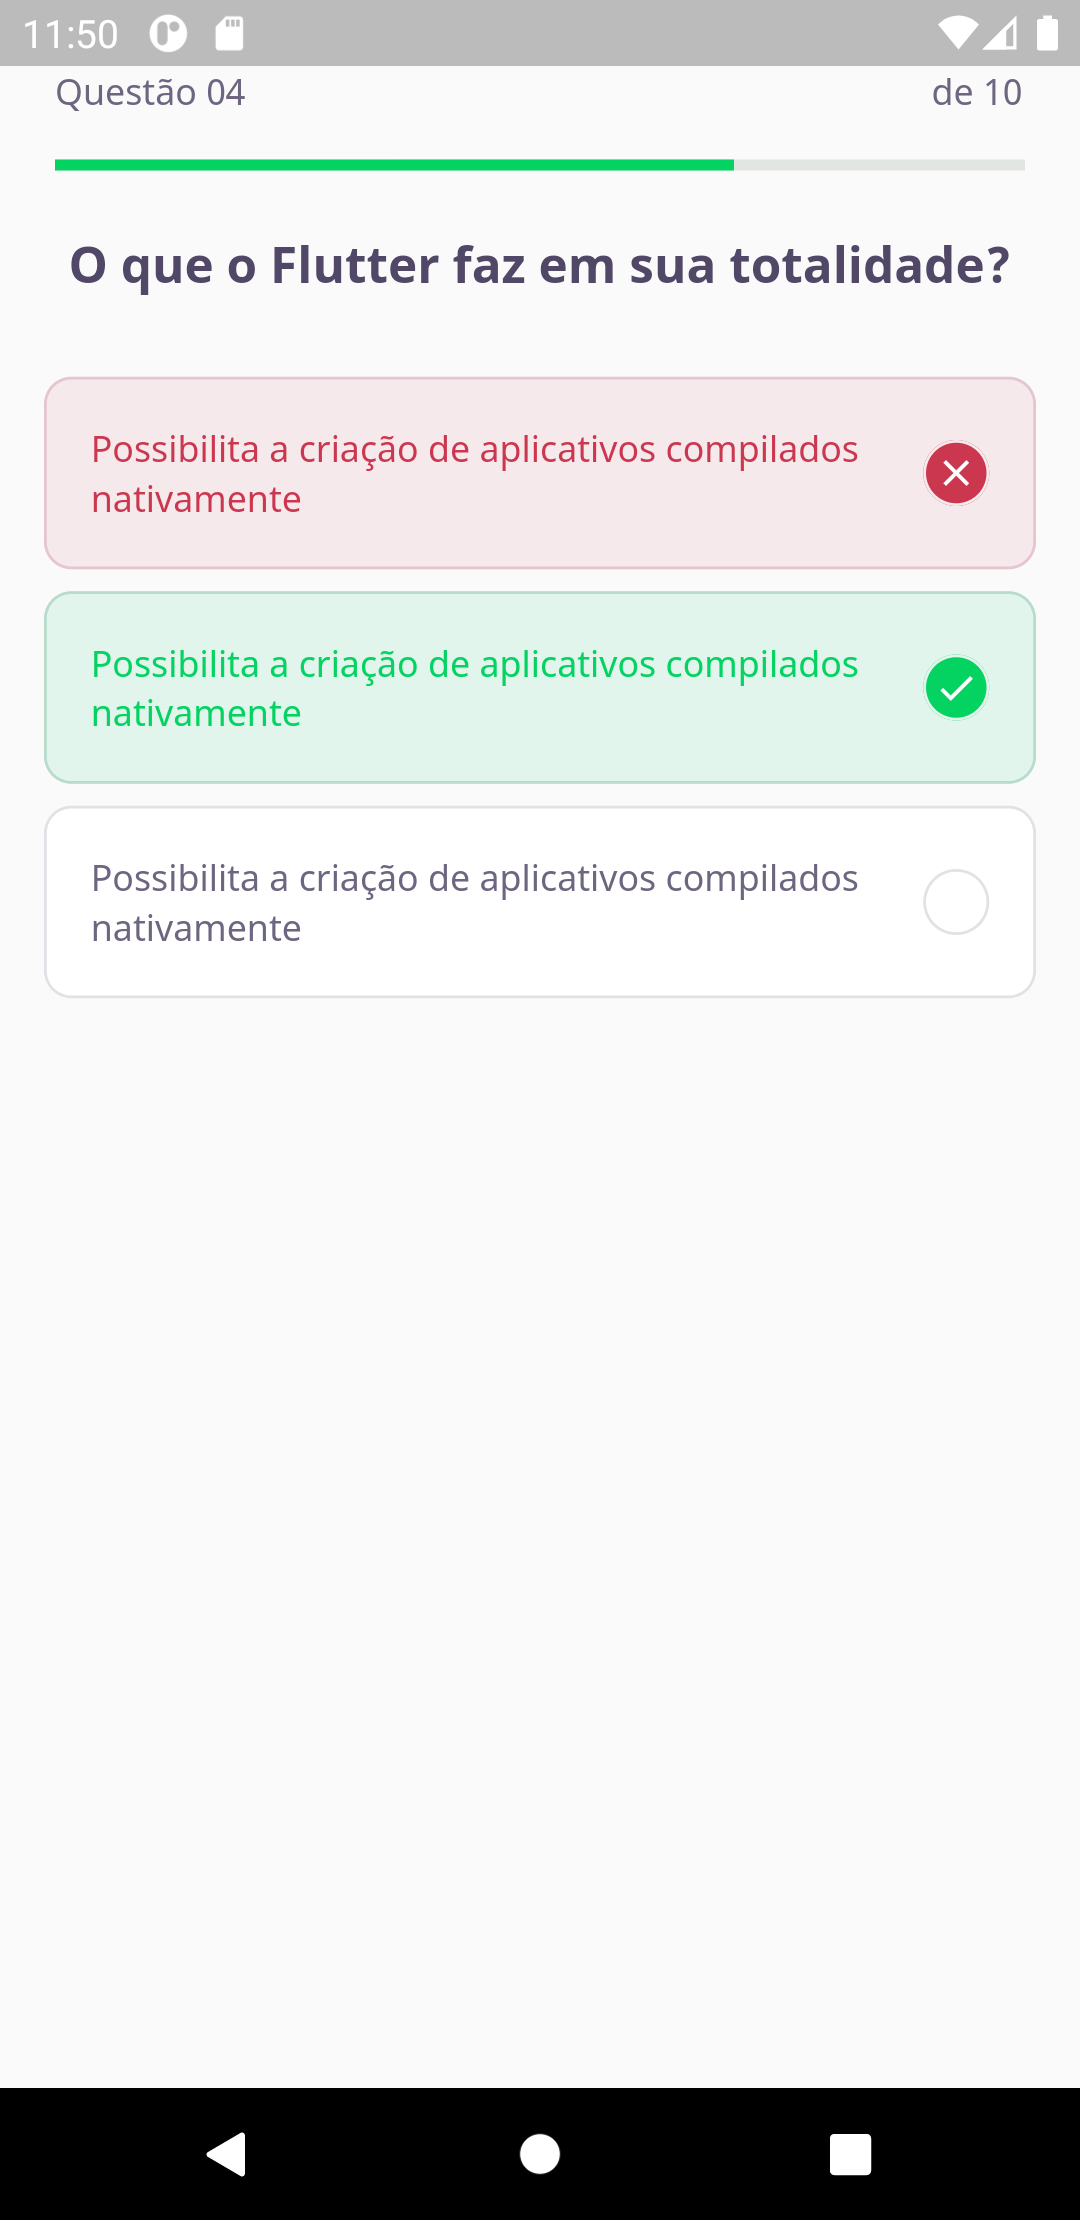 11:50
Questão 04
de 10
O que o Flutter faz em sua totalidade?
Possibilita a criação de aplicativos compilados
nativamente
Possibilita a criação de aplicativos compilados
nativamente
Possibilita a criação de aplicativos compilados
nativamente